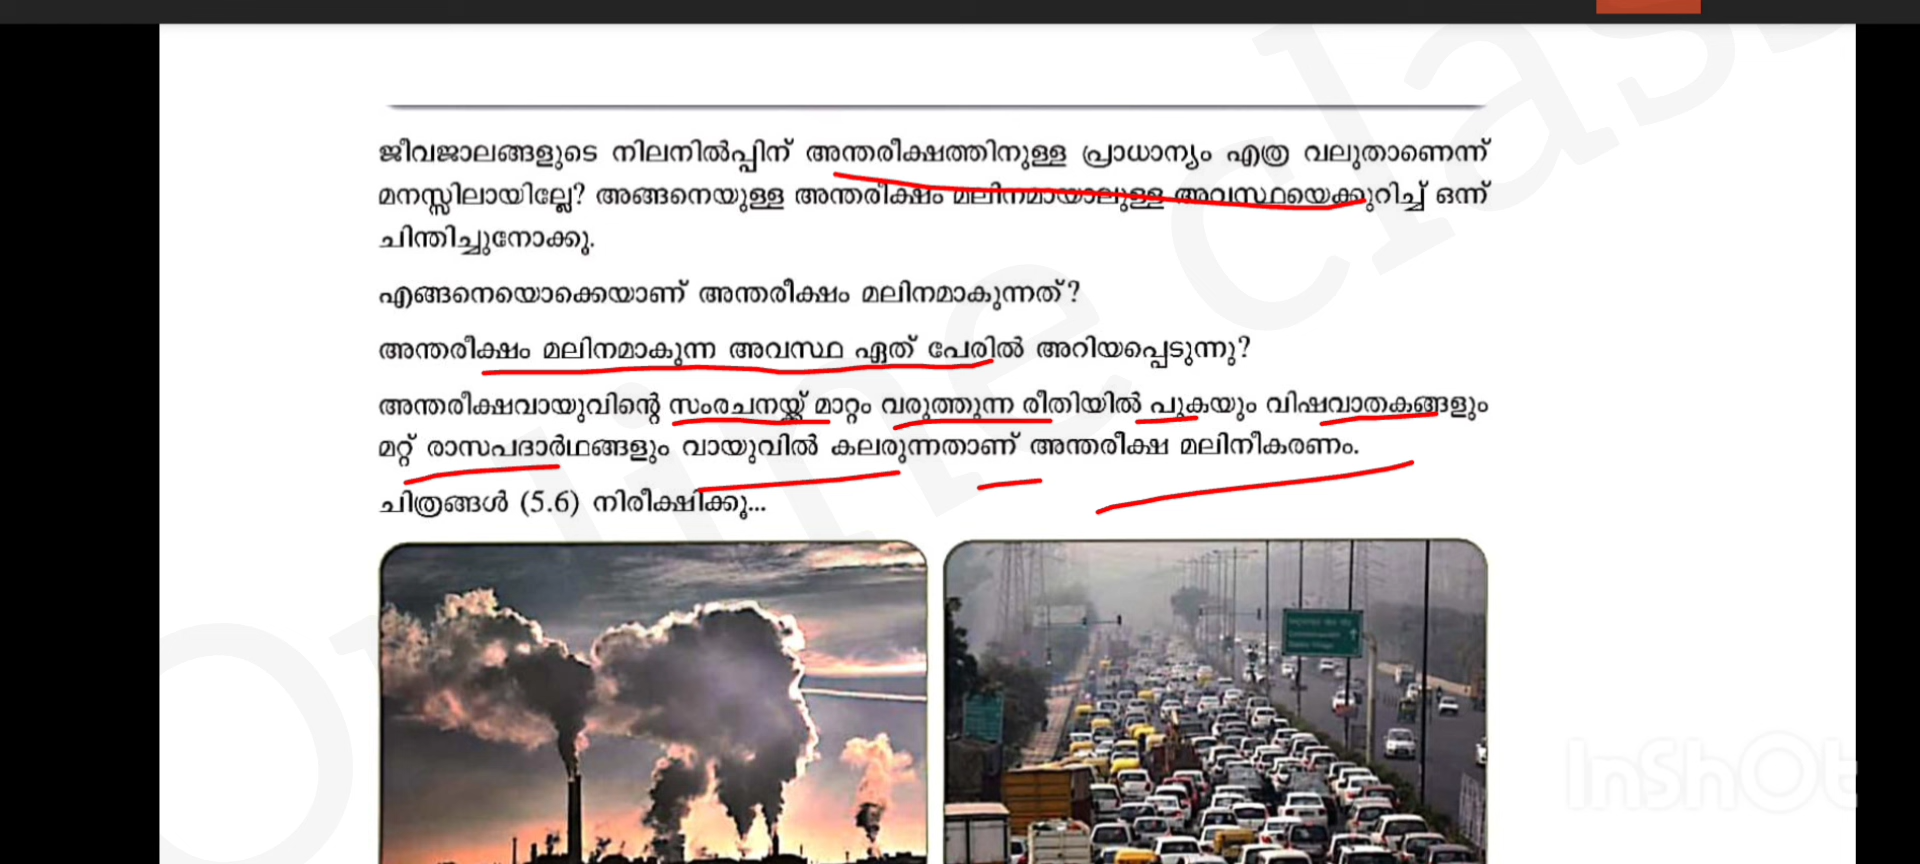 ജീവജാലങ്ങളുടെ നിലനിൽപ്പിന് അന്തരീക്ഷത്തിനുള്ള പ്രാധാന്യം എത്ര വലുതാണെന്ന്
മനസ്സിലായില്ലേ? അങ്ങനെയുള്ള അന്തരീക്ഷം മലിനമായാലുള്ള അവസ്ഥയെക്കുറിച്ച് ഒന്ന്
ചിന്തിച്ചുനോക്കൂ.
എങ്ങനെയൊക്കെയാണ് അന്തരീക്ഷം മലിനമാകുന്നത്?
അന്തരീക്ഷം മലിനമാകുന്ന അവസ്ഥ ഏത് പേരിൽ അറിയപ്പെടുന്നു?
അന്തരീക്ഷവായുവിന്റെ സംരചനയ്ക്ക് മാറ്റം വരുത്തുന്ന രീതിയിൽ പുകയും വിഷവാതകങ്ങളും
മറ്റ് രാസപദാർഥങ്ങളും വായുവിൽ കലരുന്നതാണ് അന്തരീക്ഷ മലിനീകരണം.
ചിത്രങ്ങൾ (5.6) നിരീക്ഷിക്കൂ...
Online class
InShOt